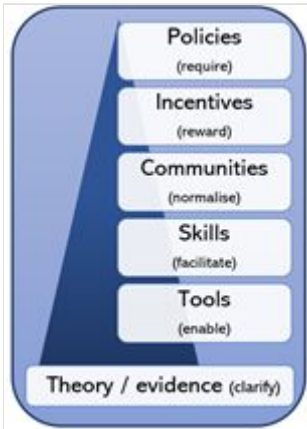 Policies
(require)
Incentives
(reward)
Communities
(normalise)
Skills
(facilitate)
Tools
(enable)
Theory / evidence (clarify)